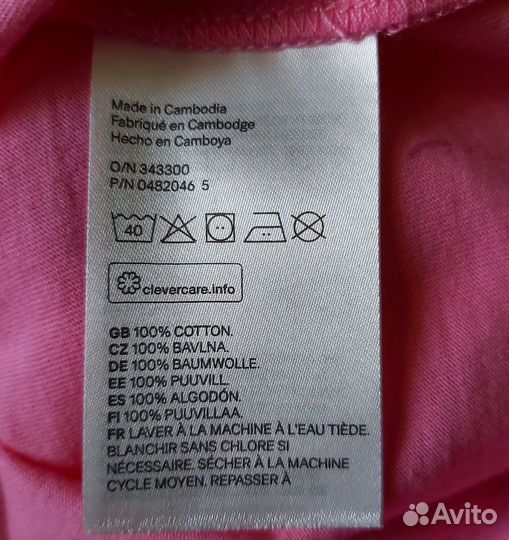 Made in Cambodia
Fabriqué en Cambodge
Hecho en Camboya
O/N 343300
P/N 0482046 5
40
clevercare.info
GB 100% COTTON.
CZ 100% BAVLNA.
DE 100% BAUMWOLLE.
EE 100% PUUVILL.
ES 100% ALGODÓN.
FI 100% PUUVILLAA.
FR LAVER À LA MACHINE À L'EAU TIÈDE.
BLANCHIR SANS CHLORE SI
NÉCESSAIRE. SÉCHER À LA MACHINE
CYCLE MOYEN. REPASSER À
Avito